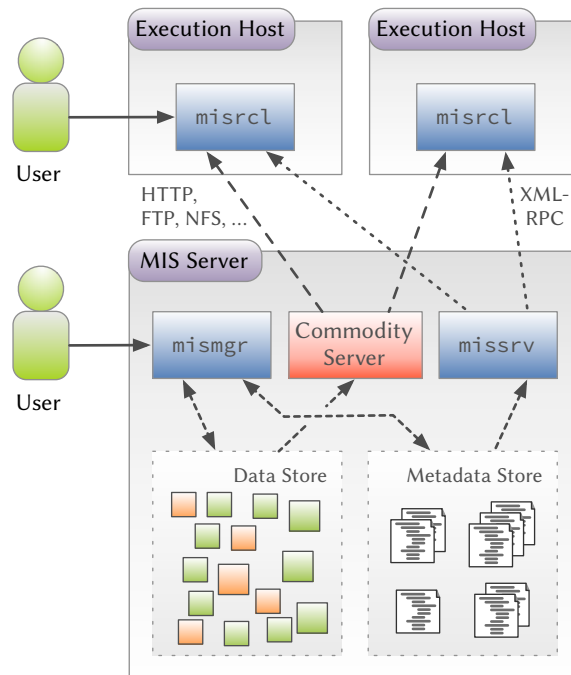 Execution Host
Execution Host
misrcl
misrcl
User
HTTP,
FTP, NFS, ...
XML-
RPC
MIS Server
mismgr
Commodity
Server
missrv
User
Data Store
Metadata Store